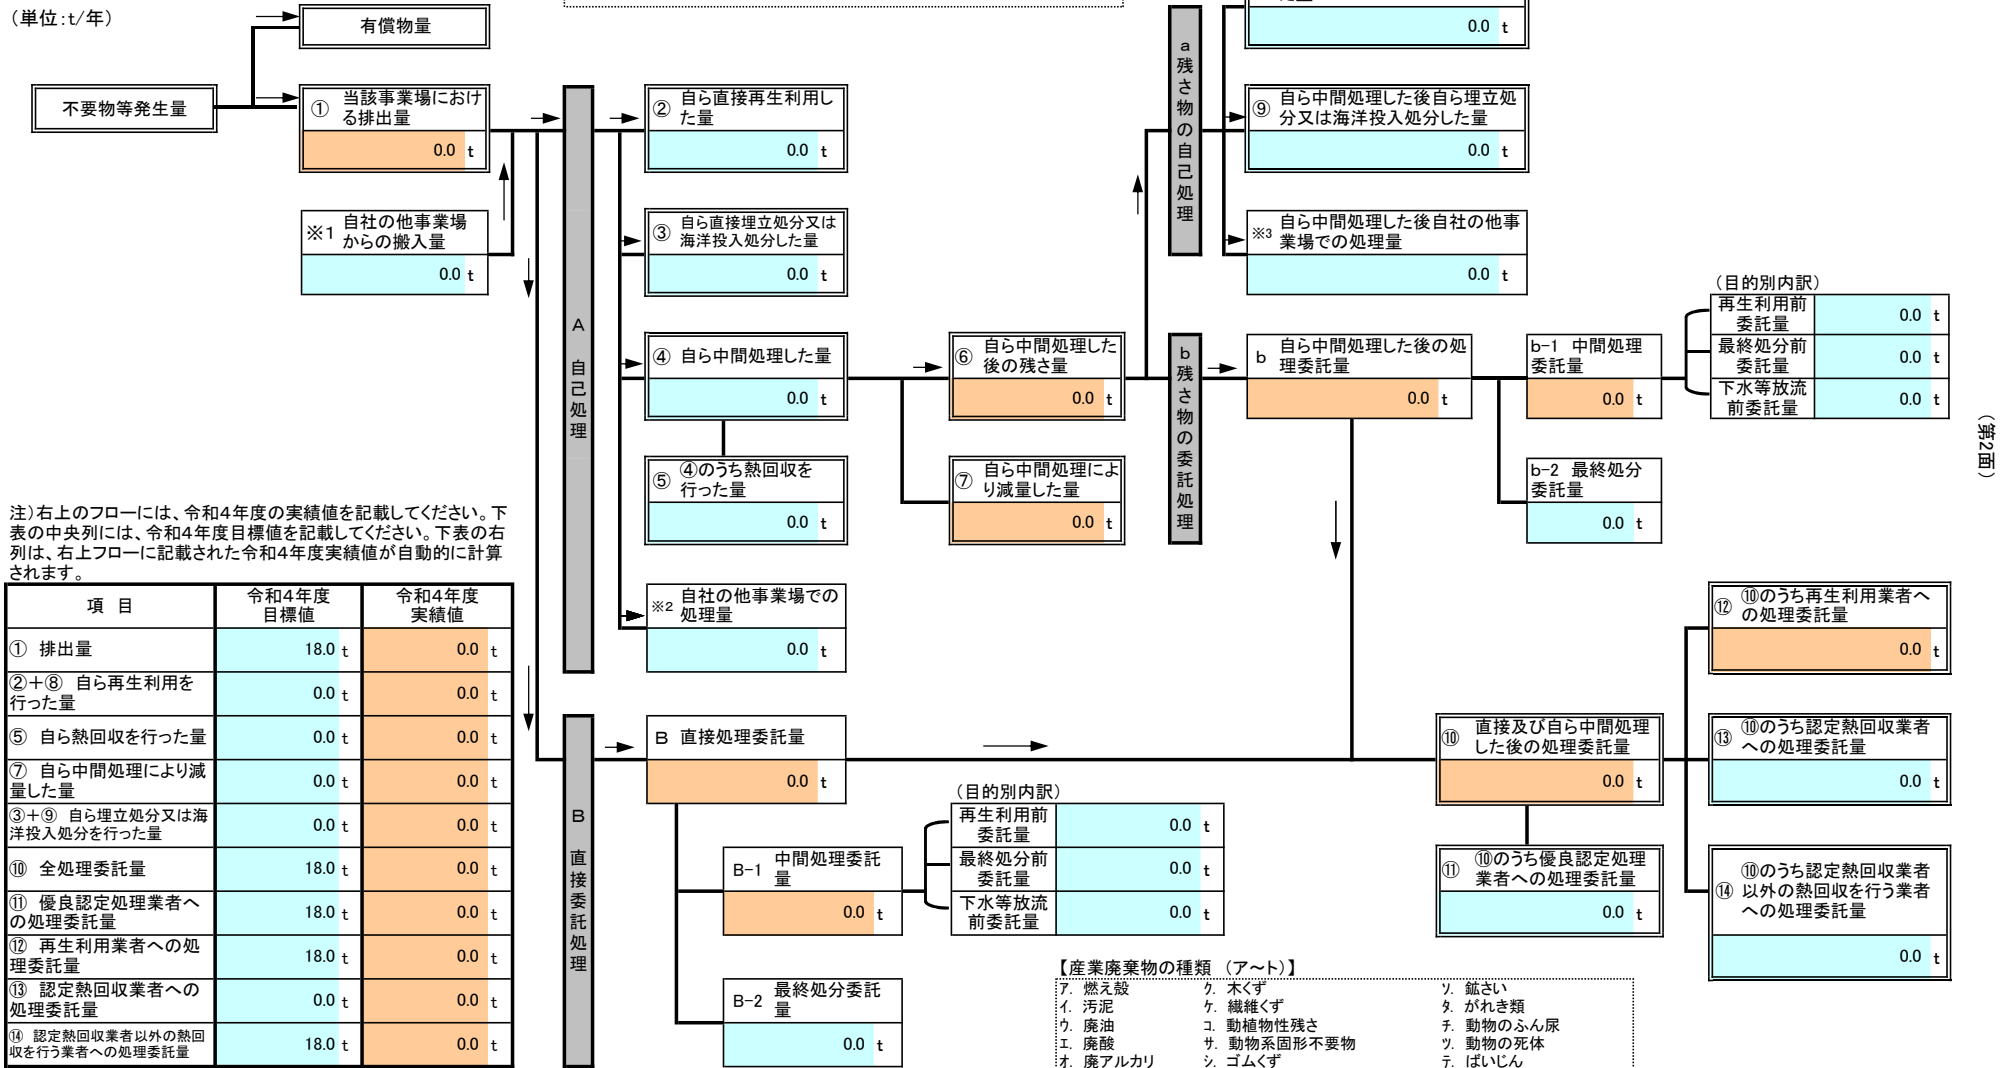 (単位:t/年)
有償物量
不要物等発生量
① 当該事業場におけ
る排出量
0.0 t
※1 自社の他事業場
からの搬入量
0.0 t
A 自己処理
② 自ら直接再生利用し
た量
0.0 t
③ 自ら直接埋立処分又は
海洋投入処分した量
0.0 t
④ 自ら中間処理した量
0.0 t
⑤ ④のうち熱回収を
行った量
0.0 t
※2 自社の他事業場での
処理量
0.0 t
⑥ 自ら中間処理した
後の残さ量
0.0 t
⑦ 自ら中間処理によ
り減量した量
0.0 t
a残さ物の自己処理
0.0 t
⑨ 自ら中間処理した後自ら埋立処
分又は海洋投入処分した量
0.0 t
※3 自ら中間処理した後自社の他事
業場での処理量
0.0 t
b残さ物の委託処理
b 自ら中間処理した後の処
理委託量
0.0 t
b-1 中間処理
委託量
0.0 t
b-2 最終処分
委託量
0.0 t
(目的別内訳)
再生利用前
委託量 0.0 t
最終処分前
委託量 0.0 t
下水等放流
前委託量 0.0 t
(第2面)
注)右上のフローには、令和4年度の実績値を記載してください。下
表の中央列には、令和4年度目標値を記載してください。下表の右
列は、右上フローに記載された令和4年度実績値が自動的に計算
されます。
項 目 令和4年度
目標値 令和4年度
実績値
① 排出量 18.0 t 0.0 t
②+⑧ 自ら再生利用を
行った量 0.0 t 0.0 t
⑤ 自ら熱回収を行った量 0.0 t 0.0 t
⑦ 自ら中間処理により減
量した量 0.0 t 0.0 t
③+⑨ 自ら埋立処分又は海
洋投入処分を行った量 0.0 t 0.0 t
⑩ 全処理委託量 18.0 t 0.0 t
⑪ 優良認定処理業者へ
の処理委託量 18.0 t 0.0 t
⑫ 再生利用業者への処
理委託量 18.0 t 0.0 t
⑬ 認定熱回収業者への
処理委託量 0.0 t 0.0 t
⑭ 認定熱回収業者以外の熱回
収を行う業者への処理委託量 18.0 t 0.0 t
B 直接委託処理
B 直接処理委託量
0.0 t
B-1 中間処理委託
量
0.0 t
B-2 最終処分委託
量
0.0 t
(目的別内訳)
再生利用前
委託量 0.0 t
最終処分前
委託量 0.0 t
下水等放流
前委託量 0.0 t
⑩ 直接及び自ら中間処理
した後の処理委託量
0.0 t
⑪ ⑩のうち優良認定処理
業者への処理委託量
0.0 t
⑫ ⑩のうち再生利用業者へ
の処理委託量
0.0 t
⑬ ⑩のうち認定熱回収業者
への処理委託量
0.0 t
⑭ ⑩のうち認定熱回収業者
以外の熱回収を行う業者
への処理委託量
0.0 t
【産業廃棄物の種類 (ア~ト)】
ア. 燃え殻 ク. 木くず ソ. 鉱さい
イ. 汚泥 ケ. 繊維くず タ. がれき類
ウ. 廃油 コ. 動植物性残さ チ. 動物のふん尿
エ. 廃酸 サ. 動物系固形不要物 ツ. 動物の死体
オ. 廃アルカリ シ. ゴムくず テ. ばいじん